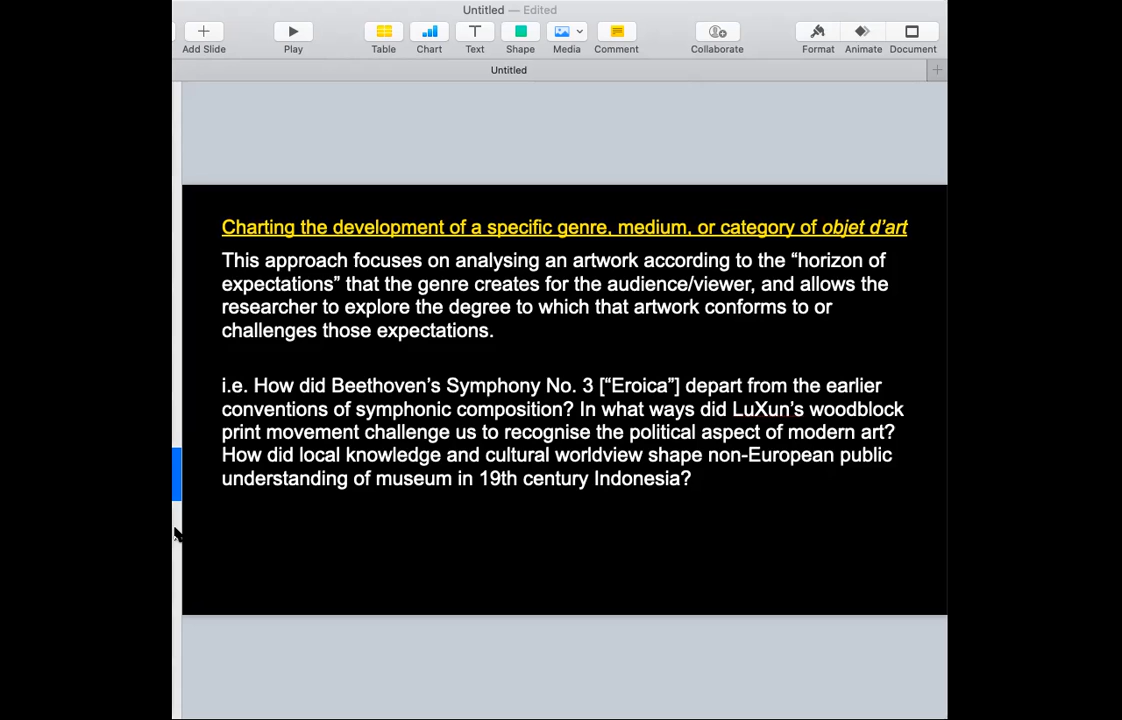 Untitled — Edited
Add Slide
Play
Table
Chart
Text
Shape
Media
Comment
Collaborate
Format
Animate
Document
Untitled
Charting the development of a specific genre, medium, or category of objet d’art
This approach focuses on analysing an artwork according to the “horizon of
expectations” that the genre creates for the audience/viewer, and allows the
researcher to explore the degree to which that artwork conforms to or
challenges those expectations.
i.e. How did Beethoven’s Symphony No. 3 [“Eroica”] depart from the earlier
conventions of symphonic composition? In what ways did LuXun’s woodblock
print movement challenge us to recognise the political aspect of modern art?
How did local knowledge and cultural worldview shape non-European public
understanding of museum in 19th century Indonesia?